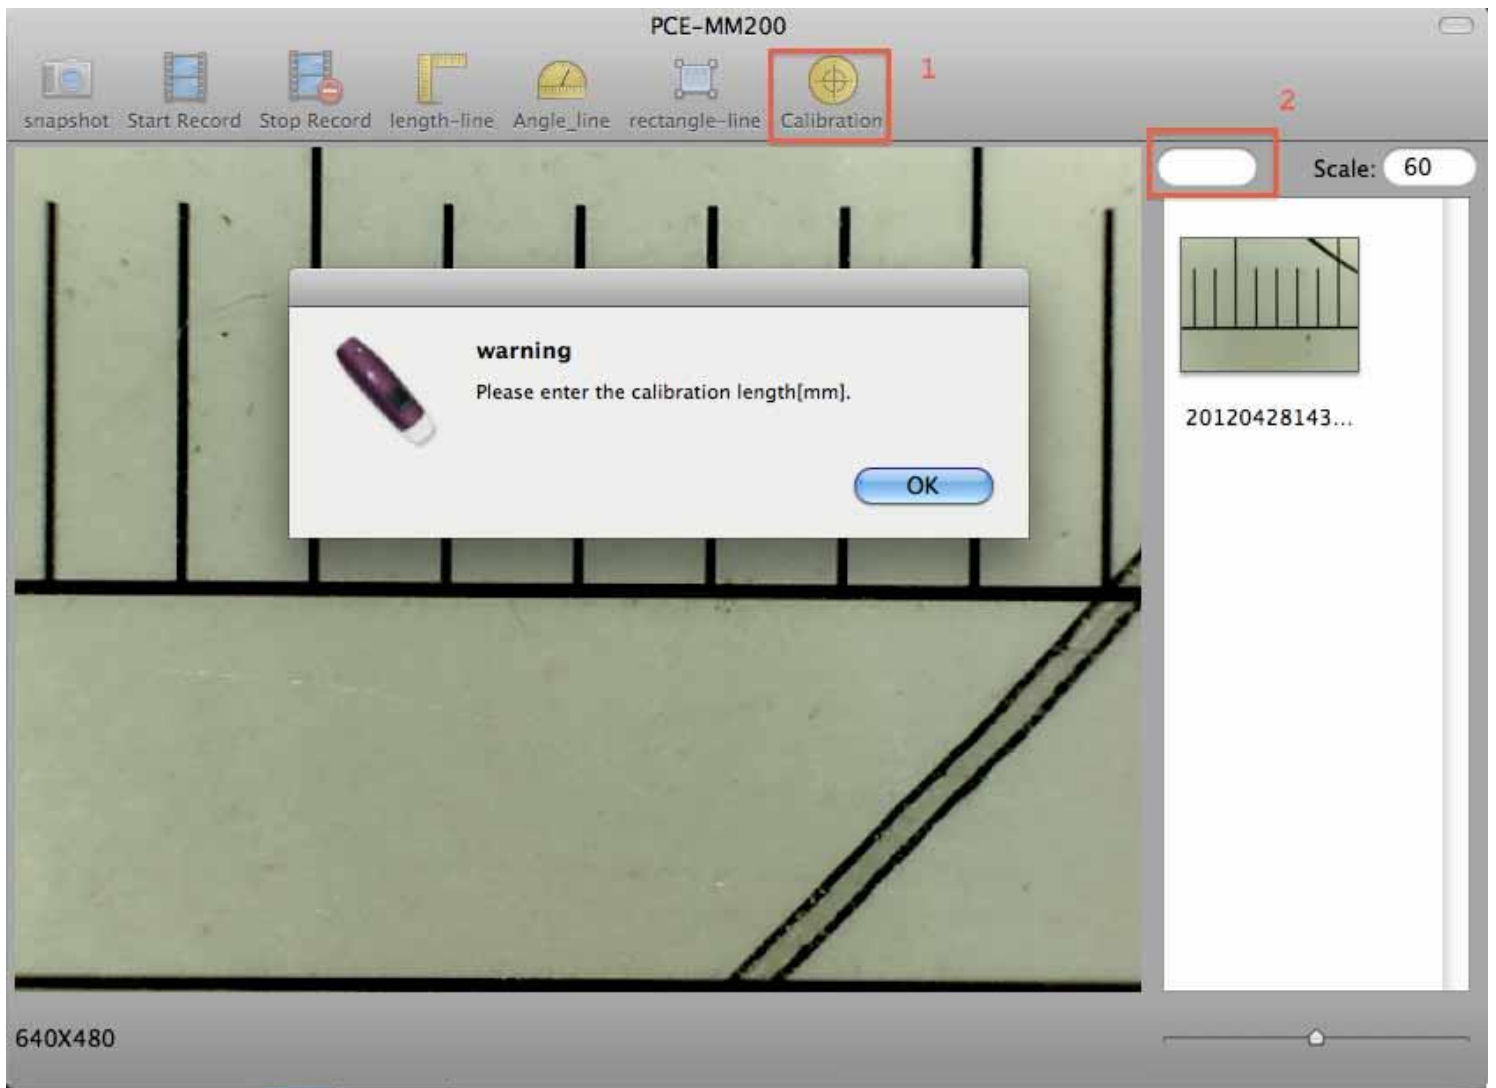 PCE-MM200
snapshot Start Record Stop Record length-line Angle_line rectangle-line Calibration 1
2
Scale: 60
warning
Please enter the calibration length[mm].
OK
20120428143...
640X480